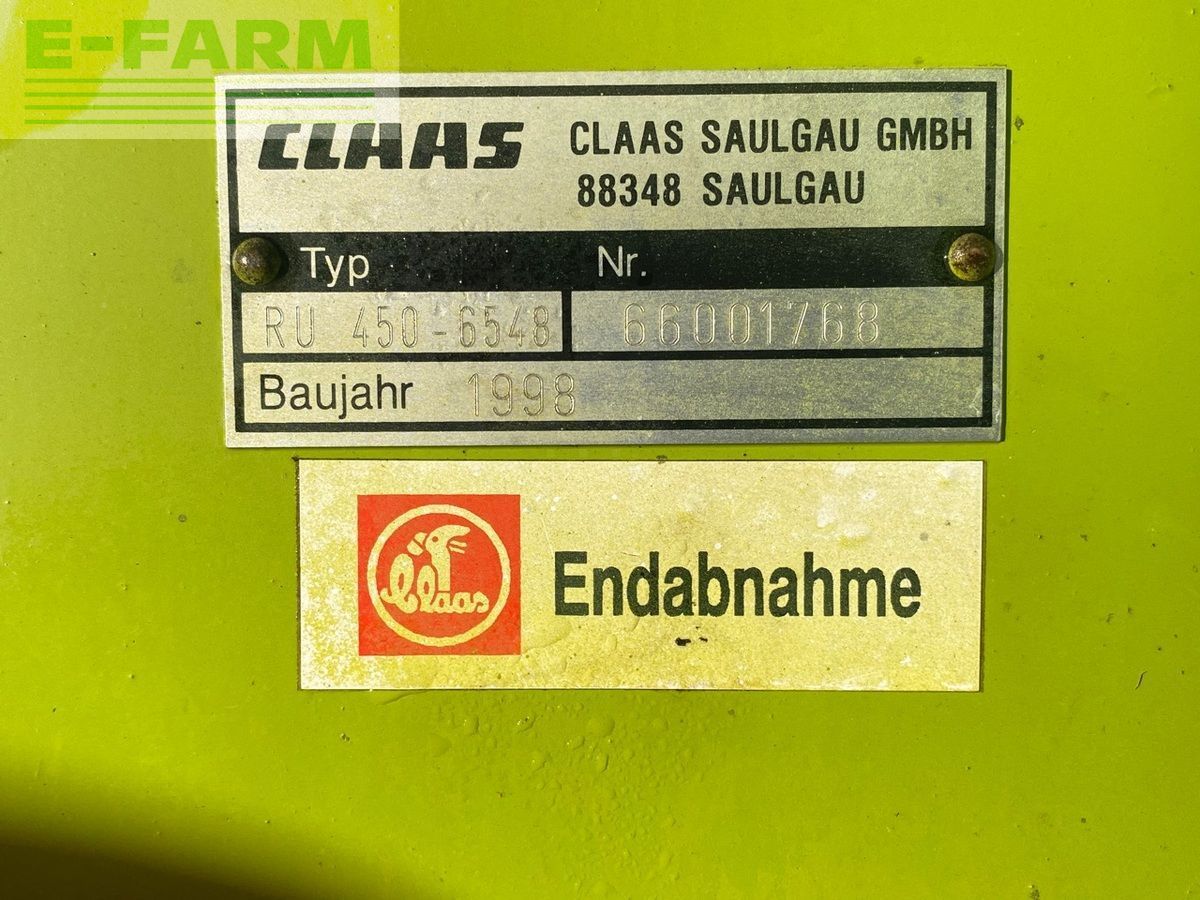 E-FARM
CLAAS
CLAAS SAULGAU GMBH
88348 SAULGAU
Typ Nr.
RU 450-6548 66001768
Baujahr 1998
Claas
Endabnahme